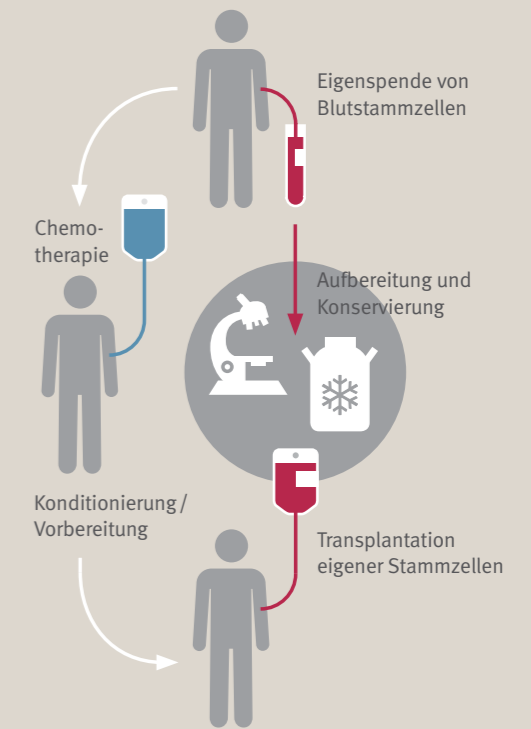 Eigenspende von
Blutstammzellen
Chemo-
therapie
Aufbereitung und
Konservierung
Konditionierung /
Vorbereitung
Transplantation
eigener Stammzellen